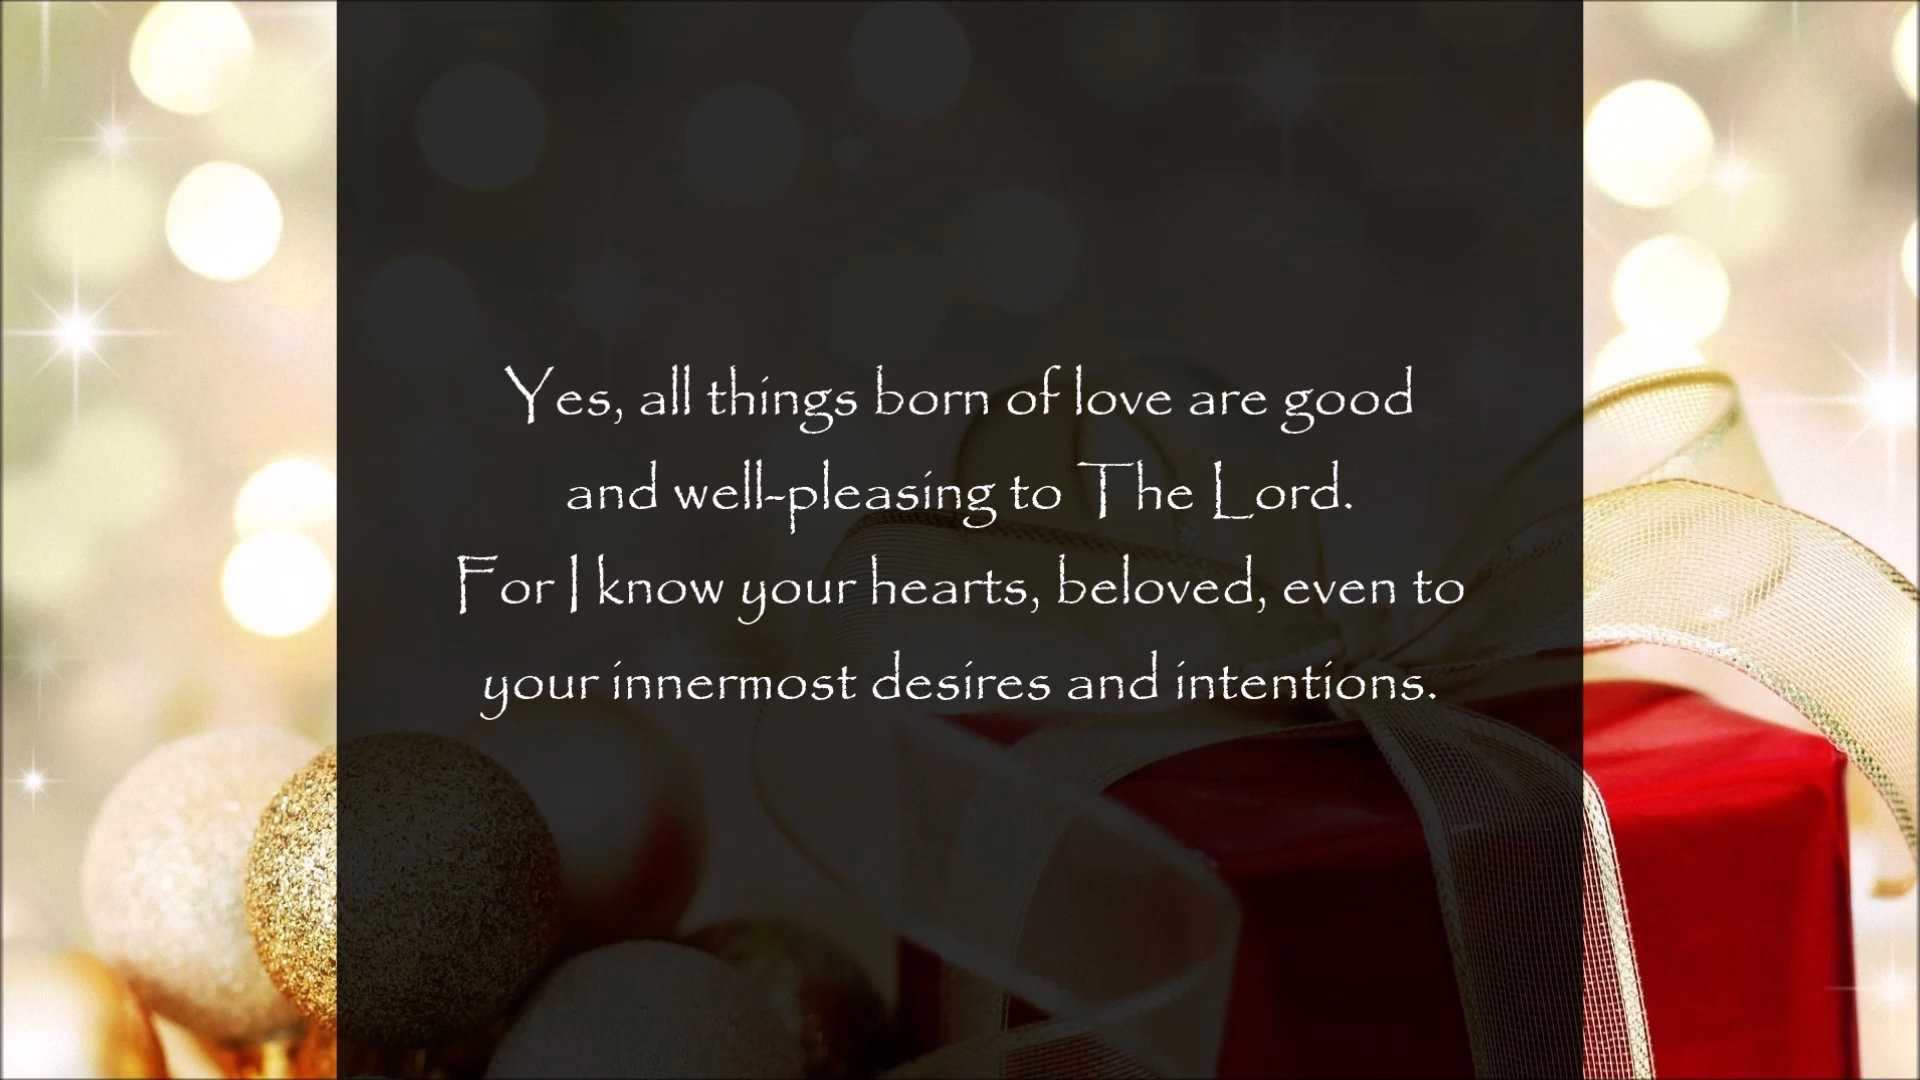 Yes, all things born of love are good
and well-pleasing to The Lord.
For I know your hearts, beloved, even to
your innermost desires and intentions.